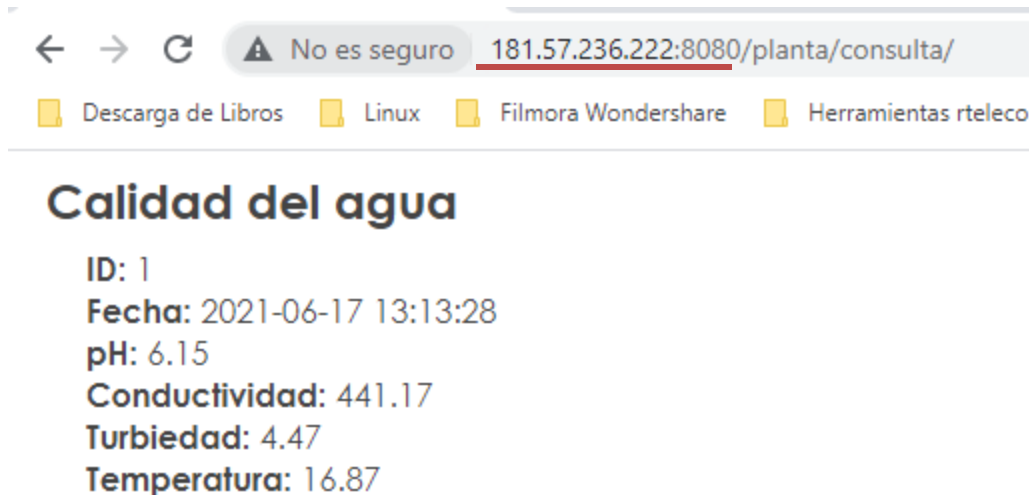 No es seguro 181.57.236.222:8080/planta/consulta/
Descarga de Libros Linux Filmora Wondershare Herramientas rteleco
Calidad del agua
ID: 1
Fecha: 2021-06-17 13:13:28
pH: 6.15
Conductividad: 441.17
Turbiedad: 4.47
Temperatura: 16.87